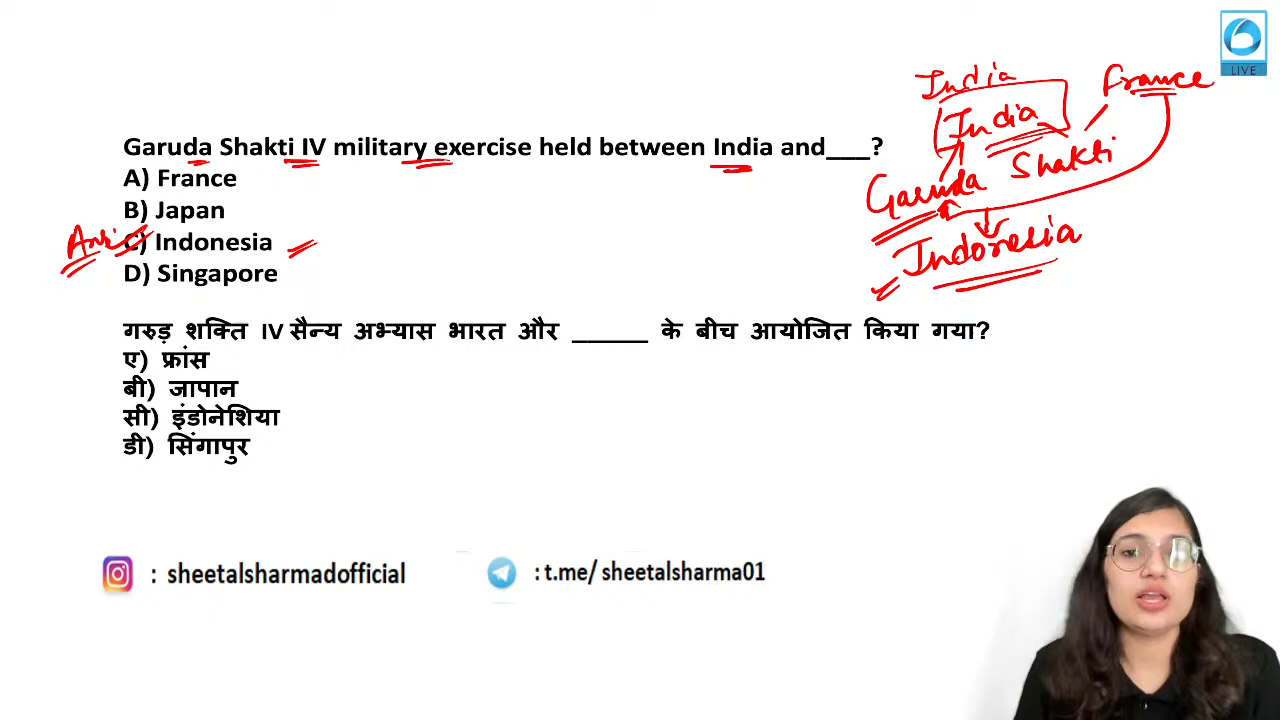 LIVE
India
France
India
Garuda Shakti IV military exercise held between India and___?
Garuda Shakti
A) France
B) Japan
Ans. C) Indonesia
Indonesia
D) Singapore
गरुड़ शक्ति IV सैन्य अभ्यास भारत और ______ के बीच आयोजित किया गया?
ए) फ्रांस
बी) जापान
सी) इंडोनेशिया
डी) सिंगापुर
: sheetalsharmadofficial
: t.me/ sheetalsharma01